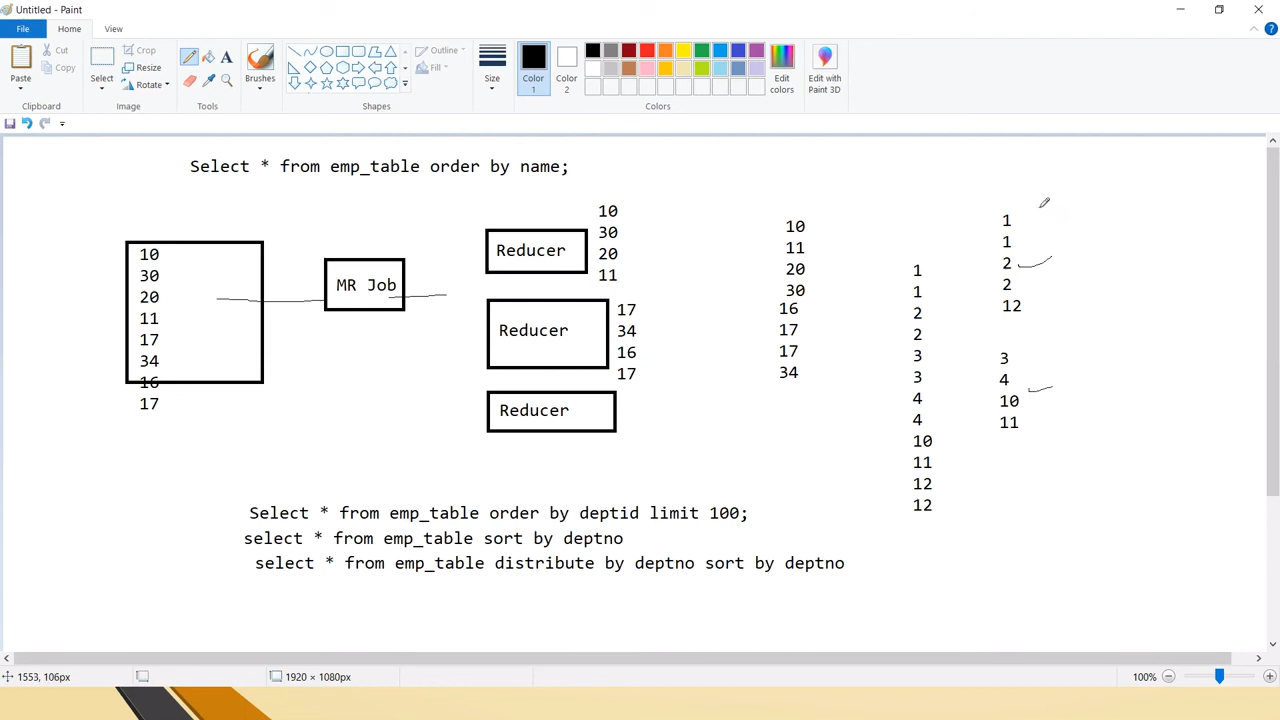 Untitled - Paint
File
Home
View
Paste
Cut
Copy
Clipboard
Select
Crop
Resize
Rotate
Image
Tools
Brushes
Shapes
Outline
Fill
Size
Color
1
Color
2
Edit
colors
Edit with
Paint 3D
Colors
Select * from emp_table order by name;
10
30
20
11
17
34
16
17
MR Job
Reducer
10
30
20
11
Reducer
17
34
16
17
Reducer
10
11
20
30
16
17
17
34
1
1
2
2
3
3
4
4
10
11
12
12
1
1
2
2
12
3
4
10
11
Select * from emp_table order by deptid limit 100;
select * from emp_table sort by deptno
select * from emp_table distribute by deptno sort by deptno
1553, 106px
1920 × 1080px
100%